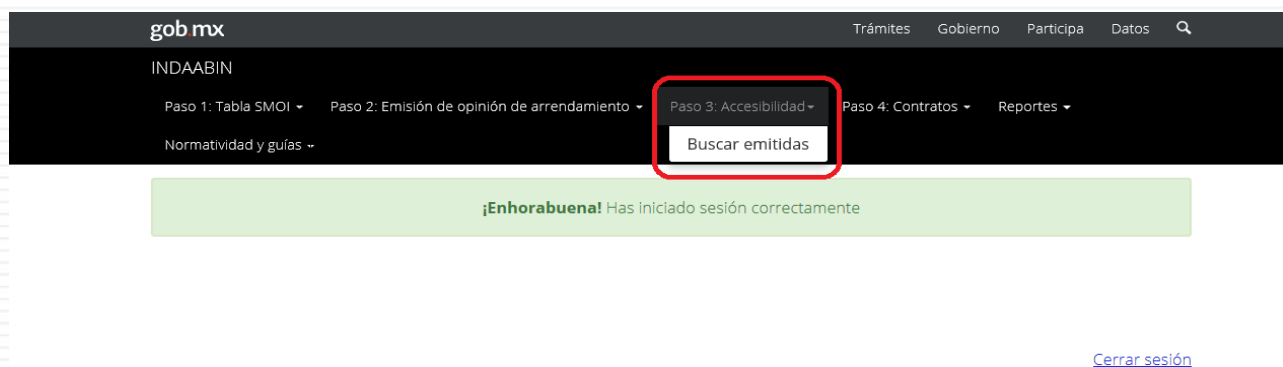 gob.mx Trámites Gobierno Participa Datos
INDAABIN
Paso 1: Tabla SMOI Paso 2: Emisión de opinión de arrendamiento Paso 3: Accesibilidad Paso 4: Contratos Reportes
Normatividad y guías Buscar emitidas
¡Enhorabuena! Has iniciado sesión correctamente
Cerrar sesión